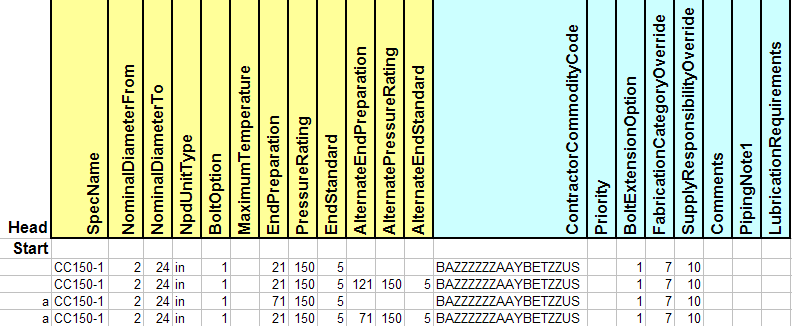 Head SpecName NominalDiameterFrom NominalDiameterTo NpdUnitType BoltOption MaximumTemperature EndPreparation PressureRating EndStandard AlternateEndPreparation AlternatePressureRating AlternateEndStandard ContractorCommodityCode Priority BoltExtensionOption FabricationCategoryOverride SupplyResponsibilityOverride Comments PipingNote1 LubricationRequirements
Start
CC150-1 2 24 in 1 21 150 5 BAZZZZZZAAYBETZZUS 1 7 10
CC150-1 2 24 in 1 21 150 5 121 150 5 BAZZZZZZAAYBETZZUS 1 7 10
a CC150-1 2 24 in 1 71 150 5 BAZZZZZZAAYBETZZUS 1 7 10
a CC150-1 2 24 in 1 21 150 5 71 150 5 BAZZZZZZAAYBETZZUS 1 7 10